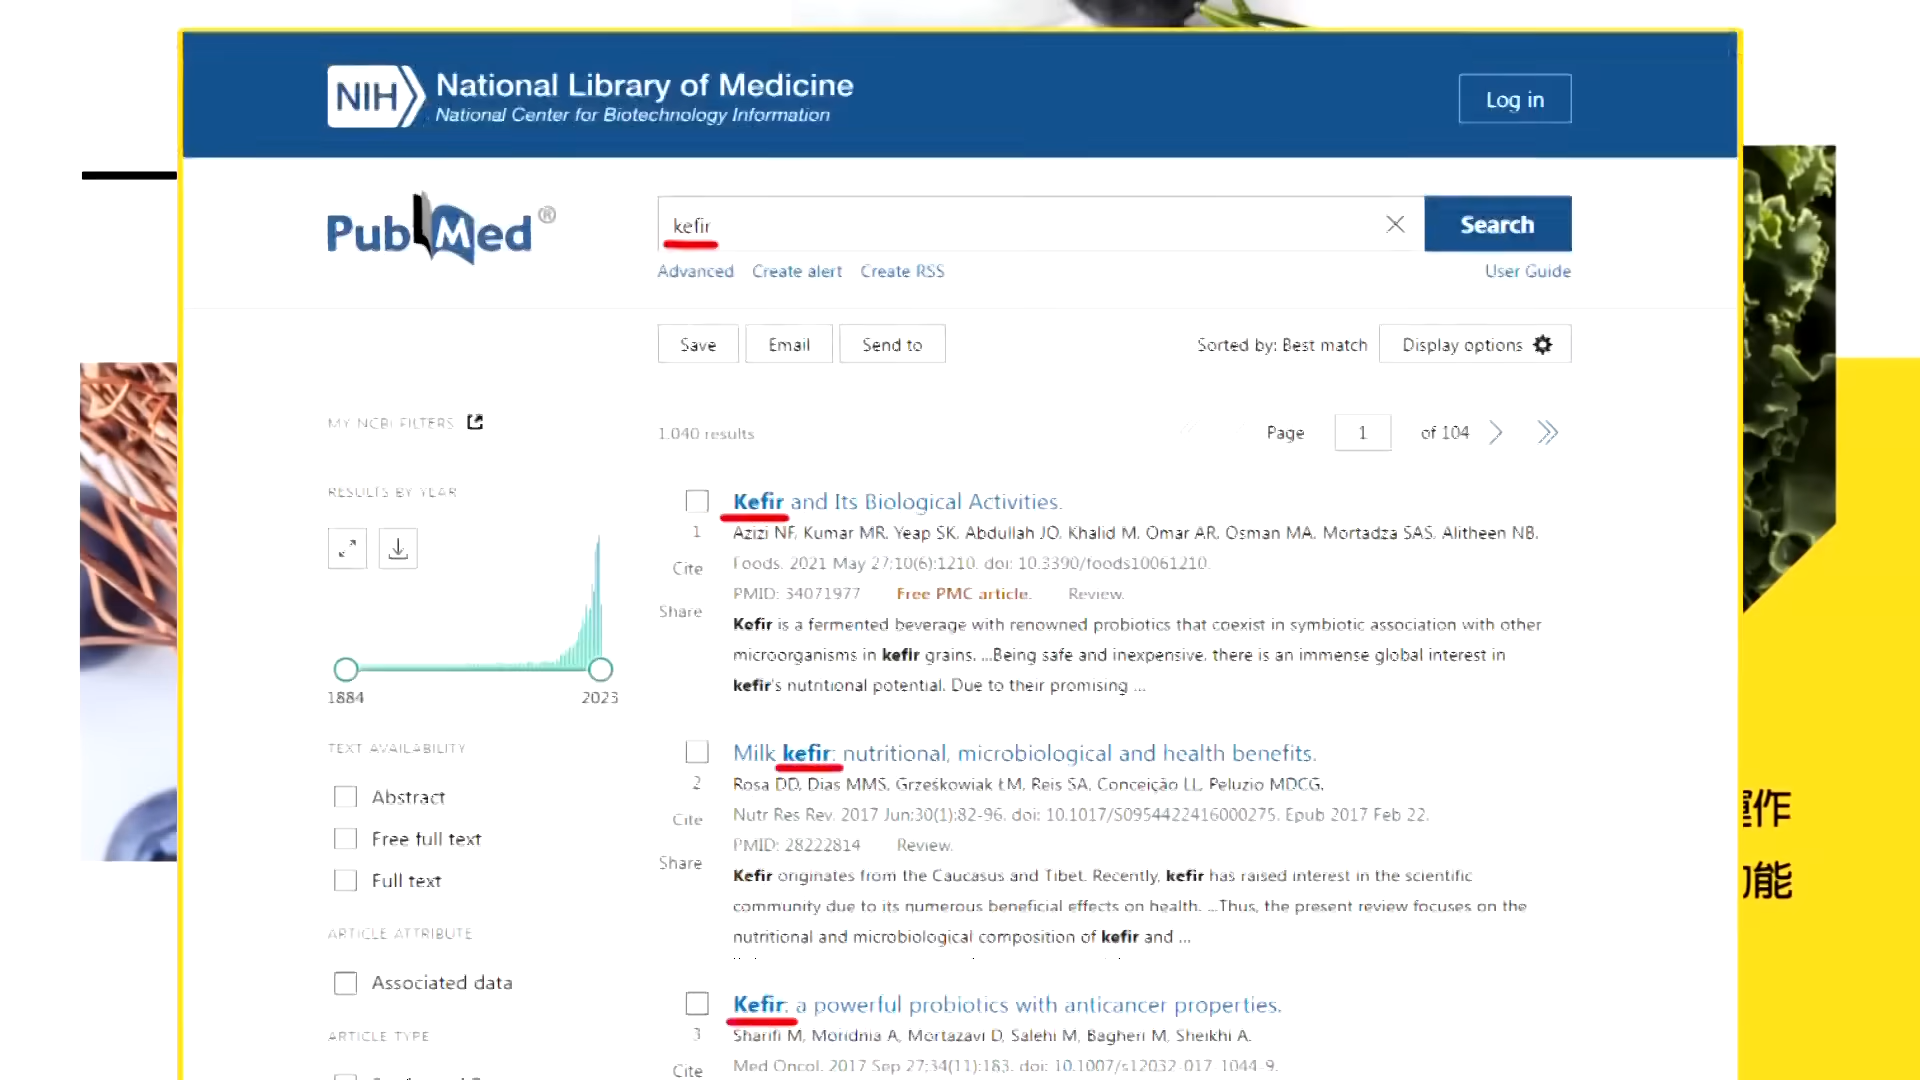 NIH National Library of Medicine
National Center for Biotechnology Information
Log in
PubMed®
kefir
Search
Advanced Create alert Create RSS
User Guide
Save Email Send to
Sorted by: Best match
Display options
MY NCBI FILTERS
1,040 results
Page 1 of 104
RESULTS BY YEAR
1884 2023
TEXT AVAILABILITY
Abstract
Free full text
Full text
ARTICLE ATTRIBUTE
Associated data
ARTICLE TYPE
Kefir and Its Biological Activities.
1
Azizi NF, Kumar MR, Yeap SK, Abdullah JO, Khalid M, Omar AR, Osman MA, Mortadza SAS, Alitheen NB.
Cite
Foods. 2021 May 27;10(6):1210. doi: 10.3390/foods10061210.
PMID: 34071977 Free PMC article. Review.
Share
Kefir is a fermented beverage with renowned probiotics that coexist in symbiotic association with other
microorganisms in kefir grains. ...Being safe and inexpensive, there is an immense global interest in
kefir's nutritional potential. Due to their promising ...
Milk kefir: nutritional, microbiological and health benefits.
2
Rosa DD, Dias MMS, Grześkowiak ŁM, Reis SA, Conceição LL, Peluzio MDCG.
Cite
Nutr Res Rev. 2017 Jun;30(1):82-96. doi: 10.1017/S0954422416000275. Epub 2017 Feb 22.
PMID: 28222814 Review.
Share
Kefir originates from the Caucasus and Tibet. Recently, kefir has raised interest in the scientific
community due to its numerous beneficial effects on health. ...Thus, the present review focuses on the
nutritional and microbiological composition of kefir and ...
Kefir: a powerful probiotics with anticancer properties.
3
Sharifi M, Moridnia A, Mortazavi D, Salehi M, Bagheri M, Sheikhi A.
Cite
Med Oncol. 2017 Sep 27;34(11):183. doi: 10.1007/s12032-017-1044-9.
作
能